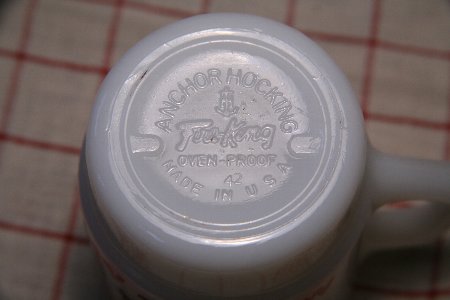 ANCHOR HOCKING
Fire-King
OVEN-PROOF
42
MADE IN U.S.A